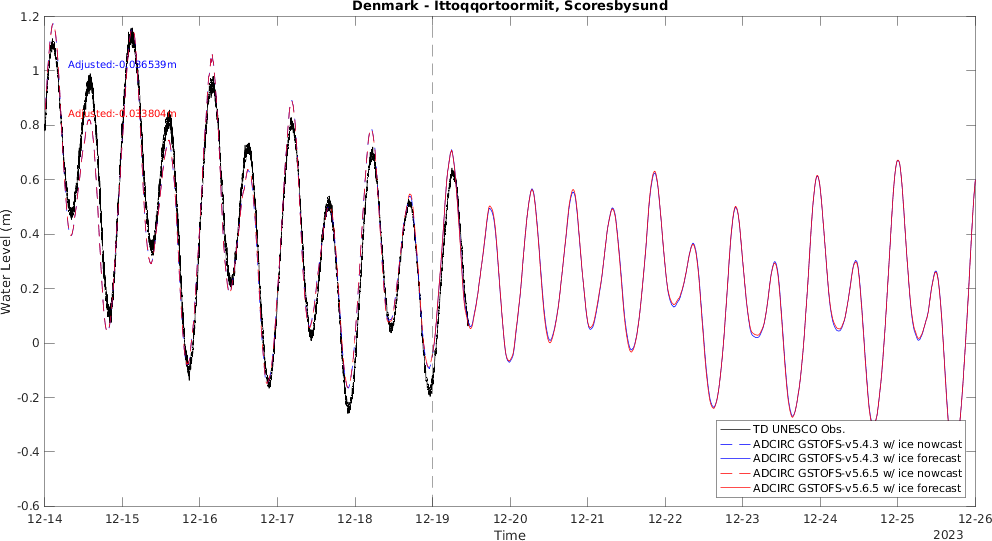 Denmark - Ittoqqortoormiit, Scoresbysund
Water Level (m)
1.2
1
0.8
0.6
0.4
0.2
0
-0.2
-0.4
-0.6
Adjusted:-0.036539m
Adjusted:-0.033804m
TD UNESCO Obs.
ADCIRC GSTOFS-v5.4.3 w/ ice nowcast
ADCIRC GSTOFS-v5.4.3 w/ ice forecast
ADCIRC GSTOFS-v5.6.5 w/ ice nowcast
ADCIRC GSTOFS-v5.6.5 w/ ice forecast
12-14 12-15 12-16 12-17 12-18 12-19 12-20 12-21 12-22 12-23 12-24 12-25 12-26
Time
2023